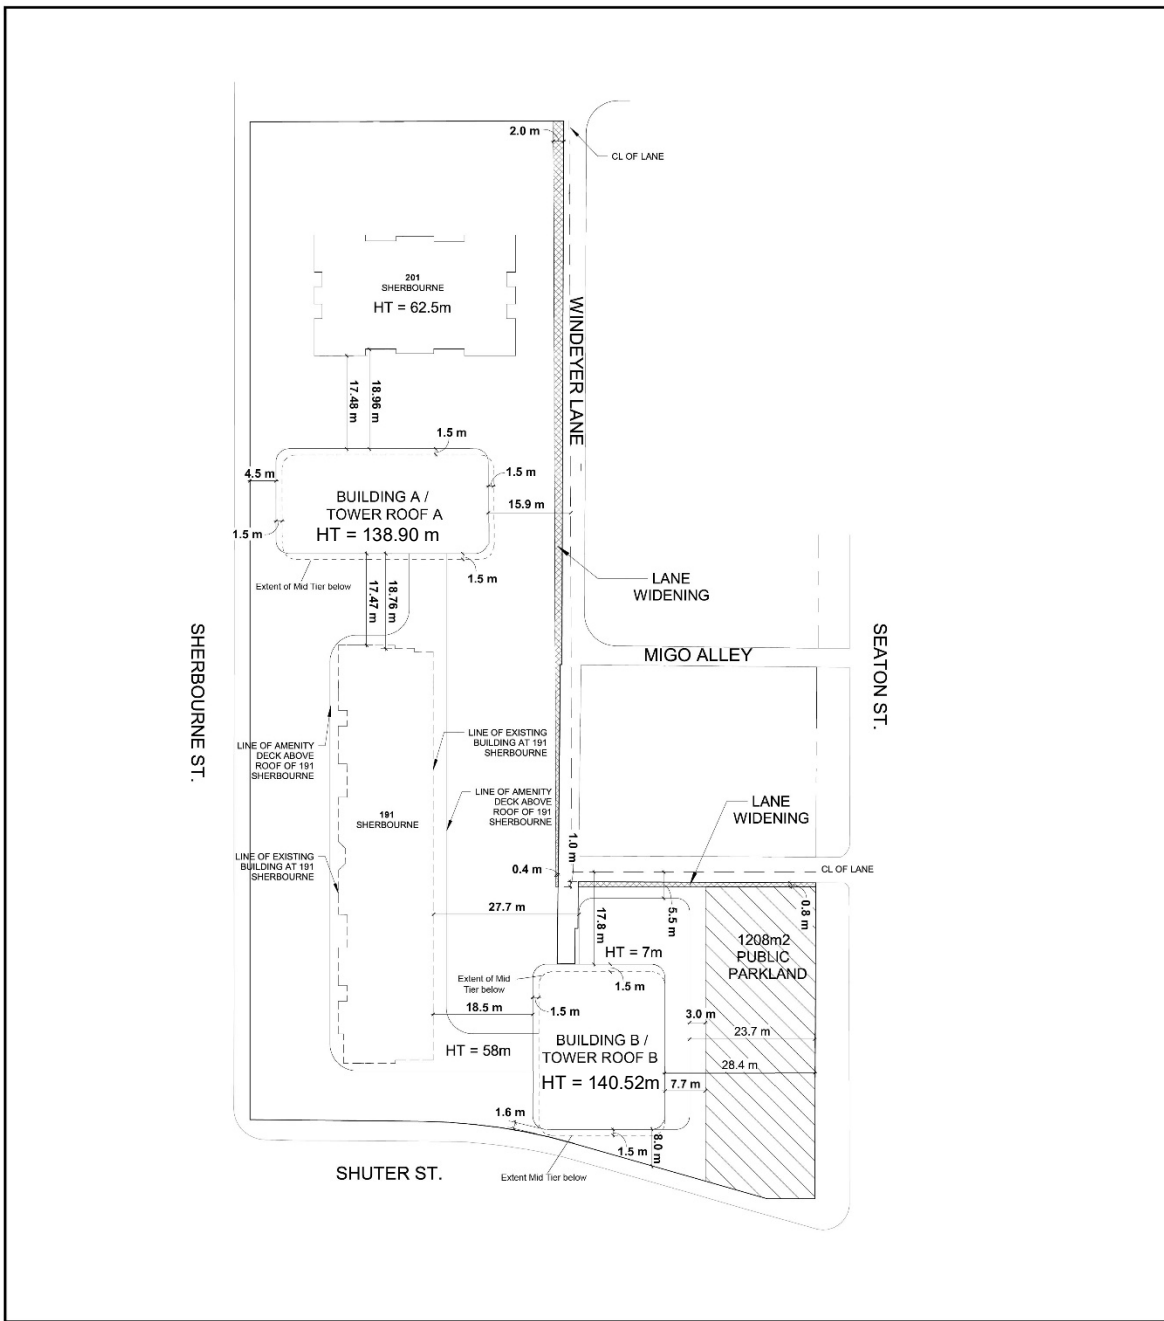 2.0 m
CL OF LANE
201
SHERBOURNE
HT = 62.5m
WINDEYER LANE
17.48 m
18.96 m
1.5 m
4.5 m
1.5 m
15.9 m
BUILDING A /
TOWER ROOF A
HT = 138.90 m
1.5 m
1.5 m
Extent of Mid Tier below
17.47 m
18.76 m
LANE
WIDENING
SHERBOURNE ST.
MIGO ALLEY
SEATON ST.
LINE OF AMENITY
DECK ABOVE
ROOF OF 191
SHERBOURNE
LINE OF EXISTING
BUILDING AT 191
SHERBOURNE
LINE OF AMENITY
DECK ABOVE
ROOF OF 191
SHERBOURNE
191
SHERBOURNE
LANE
WIDENING
LINE OF EXISTING
BUILDING AT 191
SHERBOURNE
1.0 m
0.4 m
CL OF LANE
27.7 m
17.8 m
5.5 m
0.8 m
HT = 7m
1208m2
PUBLIC
PARKLAND
Extent of Mid
Tier below
1.5 m
18.5 m
1.5 m
3.0 m
23.7 m
BUILDING B /
TOWER ROOF B
HT = 140.52m
HT = 58m
28.4 m
7.7 m
1.6 m
1.5 m
8.0 m
SHUTER ST.
Extent Mid Tier below